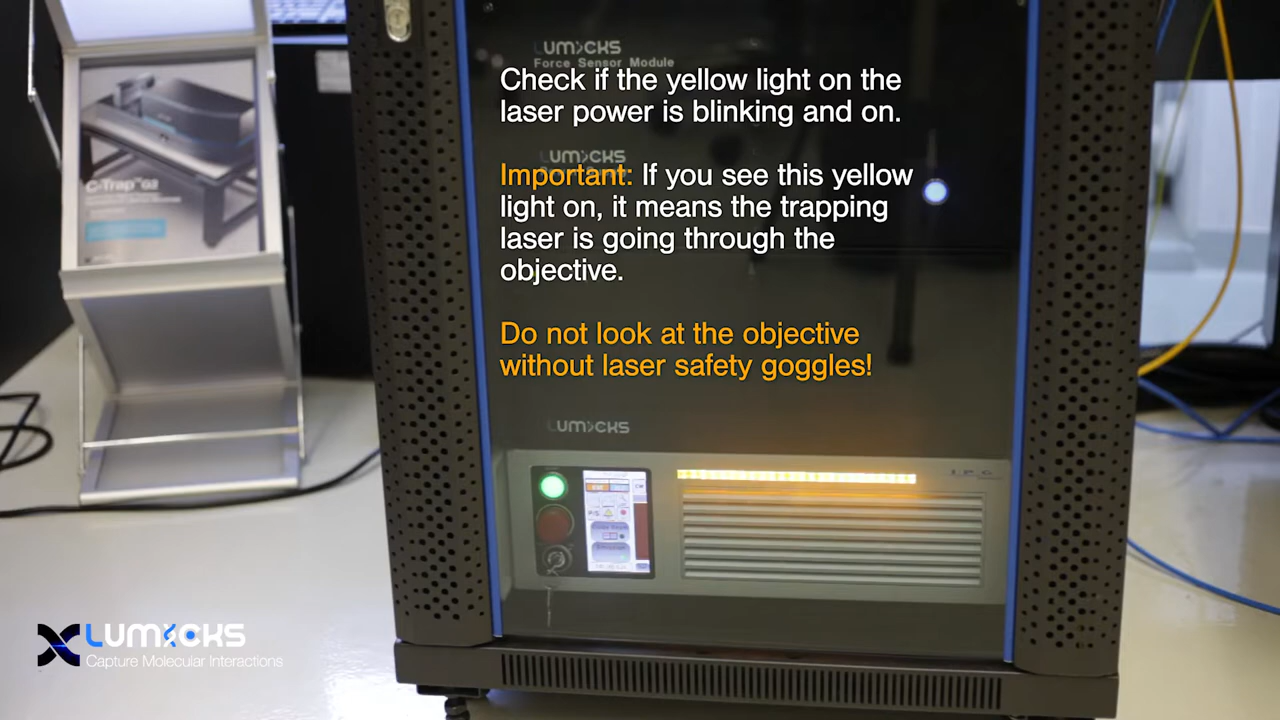 LUMICKS
Force Sensor Module
Check if the yellow light on the
laser power is blinking and on.
LUMICKS
Important: If you see this yellow
light on, it means the trapping
laser is going through the
objective.
Do not look at the objective
without laser safety goggles!
LUMICKS
C-Trap G2
IPG
LUMICKS
Capture Molecular Interactions